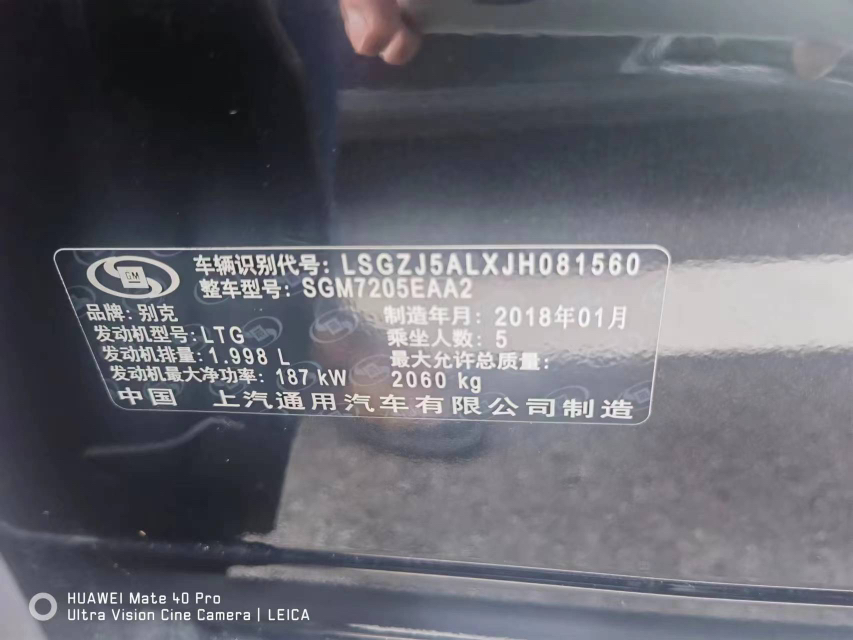 GM
车辆识别代号: LSGZJ5ALXJH081560
整车型号: SGM7205EAA2
品牌: 别克
制造年月: 2018年01月
发动机型号: LTG
乘坐人数: 5
发动机排量: 1.998 L
最大允许总质量:
发动机最大净功率: 187 kW
2060 kg
中国 上汽通用汽车有限公司制造
HUAWEI Mate 40 Pro
Ultra Vision Cine Camera | LEICA